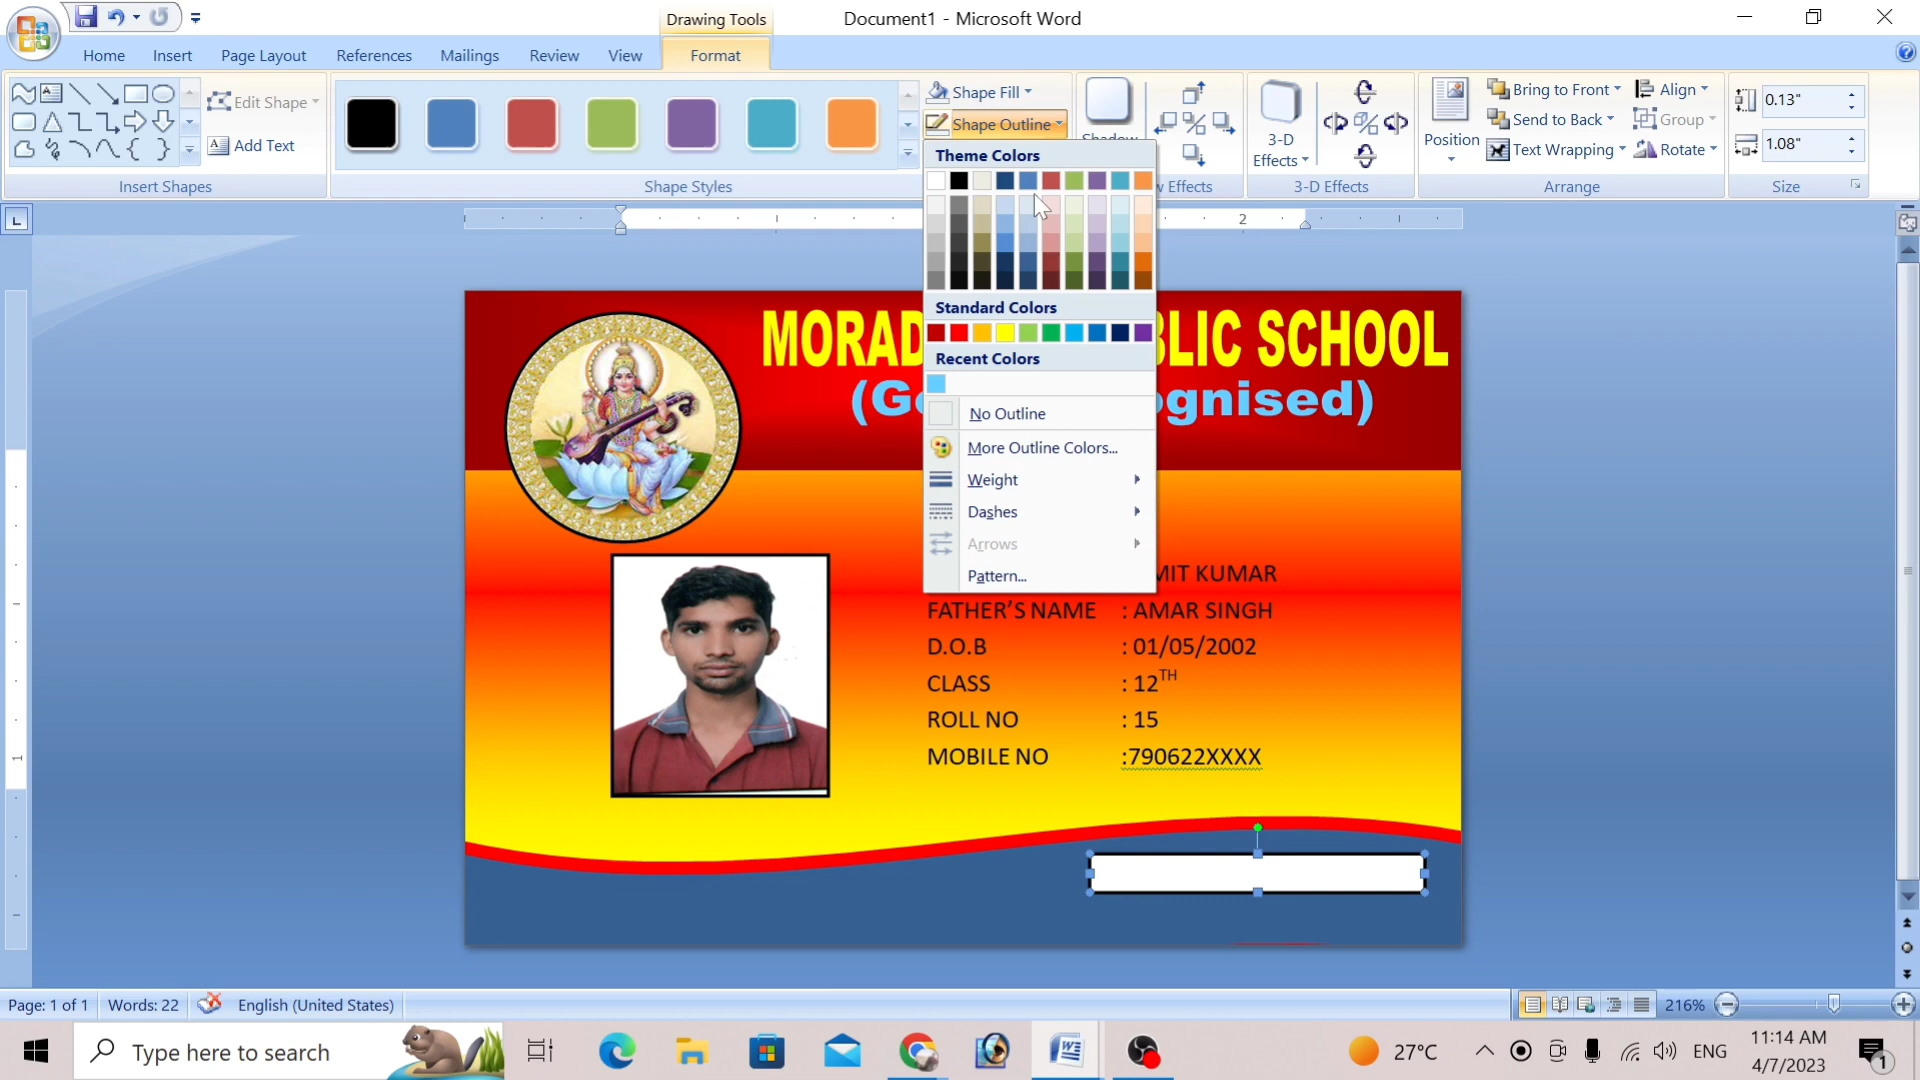 Drawing Tools
Document1 - Microsoft Word
Home Insert Page Layout References Mailings Review View Format
Edit Shape
Add Text
Insert Shapes
Shape Styles
Shape Fill
Shape Outline
3-D
Effects
3-D Effects
Position
Bring to Front
Send to Back
Text Wrapping
Align
Group
Rotate
Arrange
0.13"
1.08"
Size
Effects
Theme Colors
Standard Colors
Recent Colors
No Outline
More Outline Colors...
Weight
Dashes
Arrows
Pattern...
2
1
SCHOOL
MIT KUMAR
FATHER'S NAME : AMAR SINGH
D.O.B : 01/05/2002
CLASS : 12TH
ROLL NO : 15
MOBILE NO :790622XXXX
Page: 1 of 1 Words: 22 English (United States) 216%
Type here to search
27°C ENG
11:14 AM
4/7/2023
1